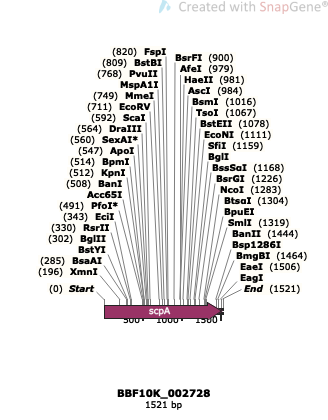 Created with SnapGene®
(820) FspI
(809) BstBI
(768) PvuII
MspA1I
(749) MmeI
(711) EcoRV
(592) ScaI
(564) DraIII
(560) SexAI*
(547) ApoI
(514) BpmI
(512) KpnI
(508) BanI
Acc65I
(491) PfoI*
(343) EciI
(330) RsrII
(302) BglII
BstYI
(285) BsaAI
(196) XmnI
(0) Start
BsrFI (900)
AfeI (979)
HaeII (981)
AscI (984)
BsmI (1016)
TsoI (1067)
BstEII (1078)
EcoNI (1111)
SfiI (1159)
BglI
BssSαI (1168)
BsrGI (1226)
NcoI (1283)
BtsαI (1304)
BpuEI
SmlI (1319)
BanII (1444)
Bsp1286I
BmgBI (1464)
EaeI (1506)
EagI
End (1521)
scpA
500 1000 1500
BBF10K_002728
1521 bp